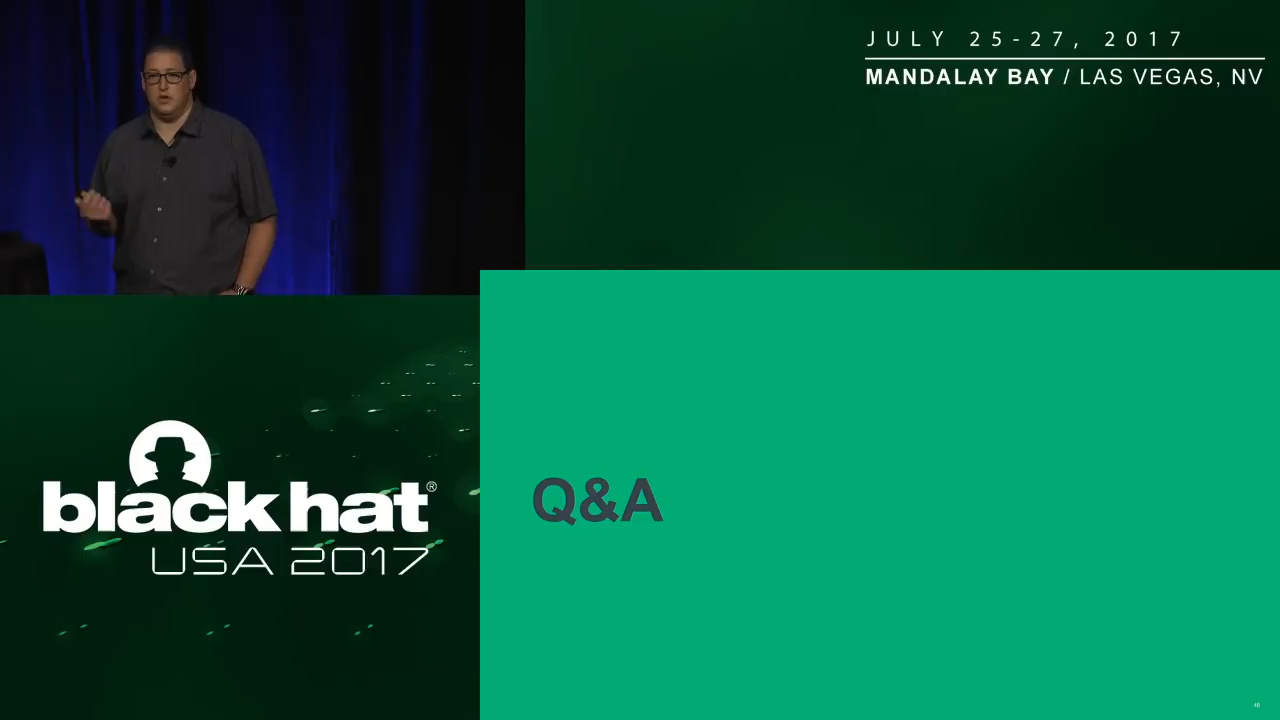 JULY 25-27, 2017
MANDALAY BAY / LAS VEGAS, NV
black hat®
USA 2017
Q&A